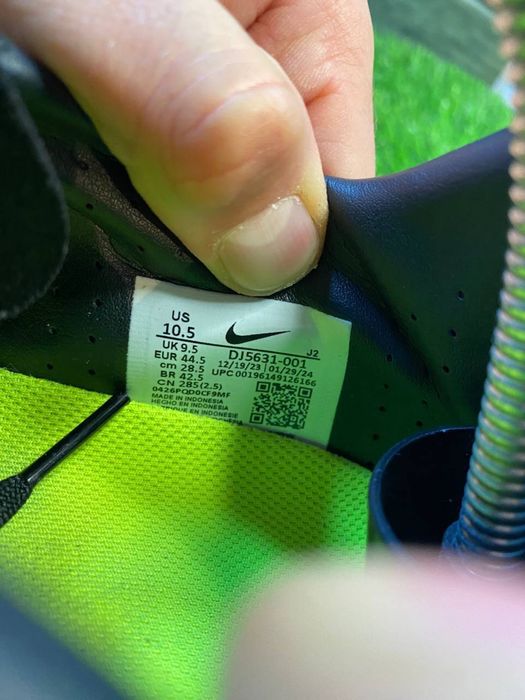 US
10.5
UK 9.5
EUR 44.5
cm 28.5
BR 42.5
CN 285(2.5)
J2
DJ5631-001
12/19/23 01/29/24
UPC 00196149126166
0426PQD0CF9MF
MADE IN INDONESIA
HECHO EN INDONESIA